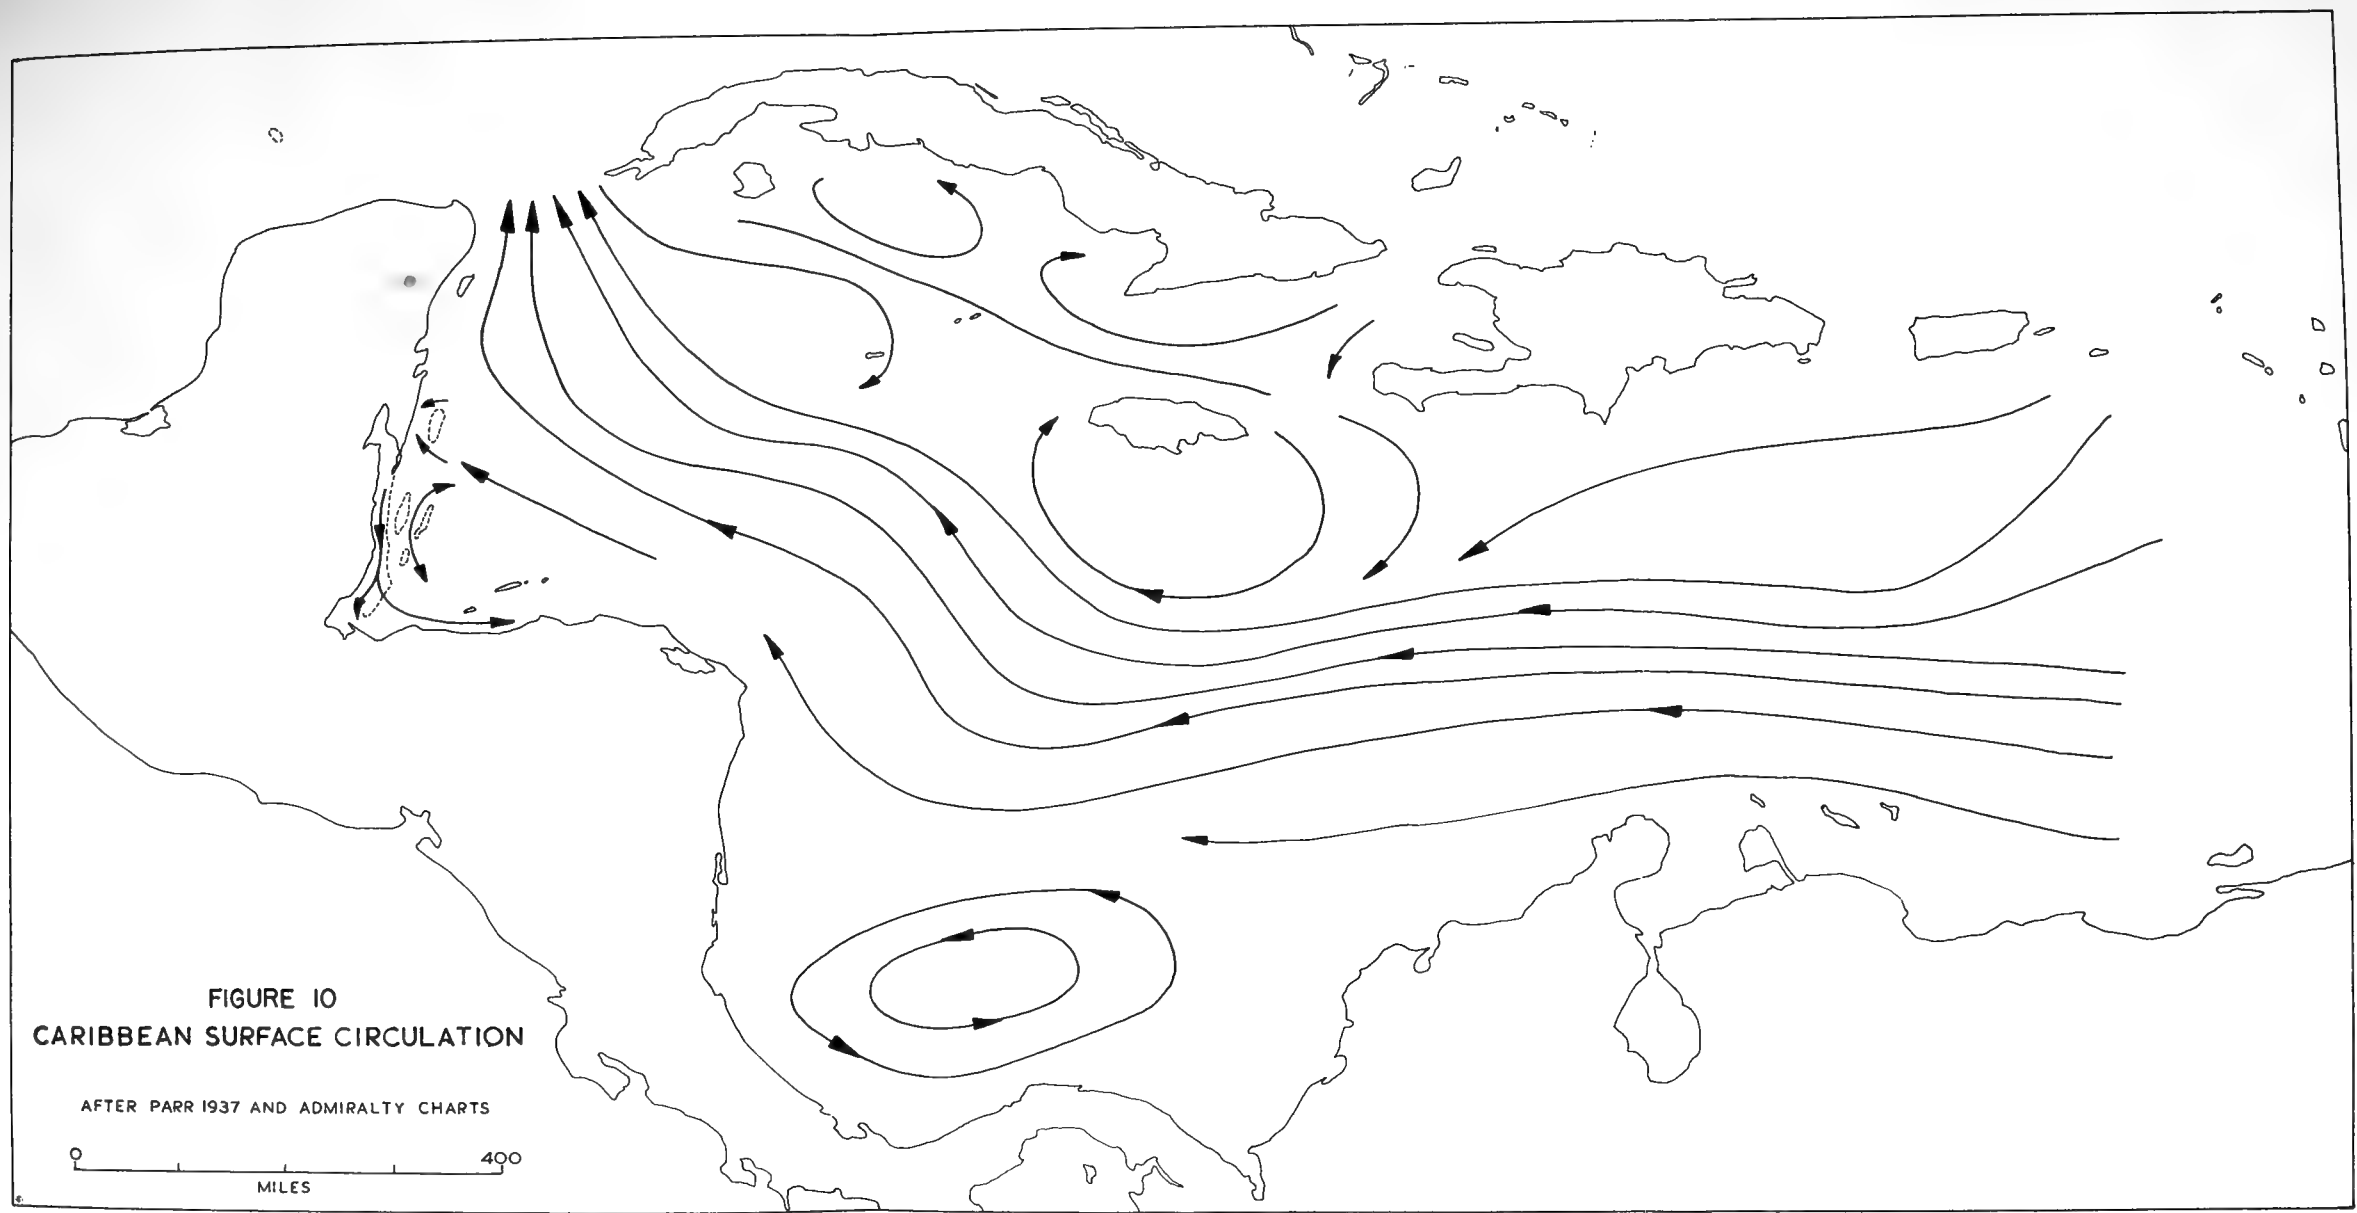 FIGURE 10
CARIBBEAN SURFACE CIRCULATION
AFTER PARR 1937 AND ADMIRALTY CHARTS
0 400
MILES